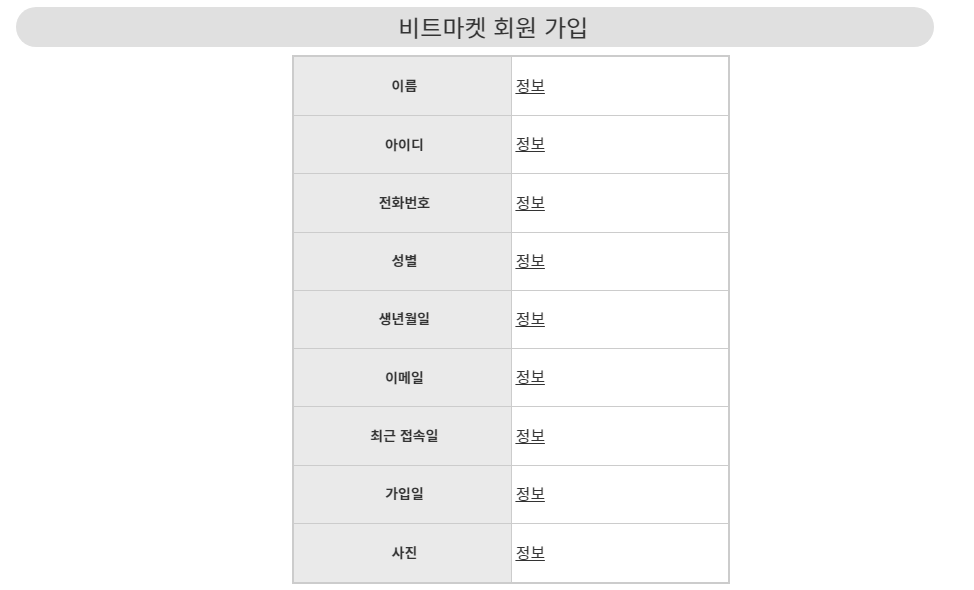 비트마켓 회원 가입
이름 정보
아이디 정보
전화번호 정보
성별 정보
생년월일 정보
이메일 정보
최근 접속일 정보
가입일 정보
사진 정보